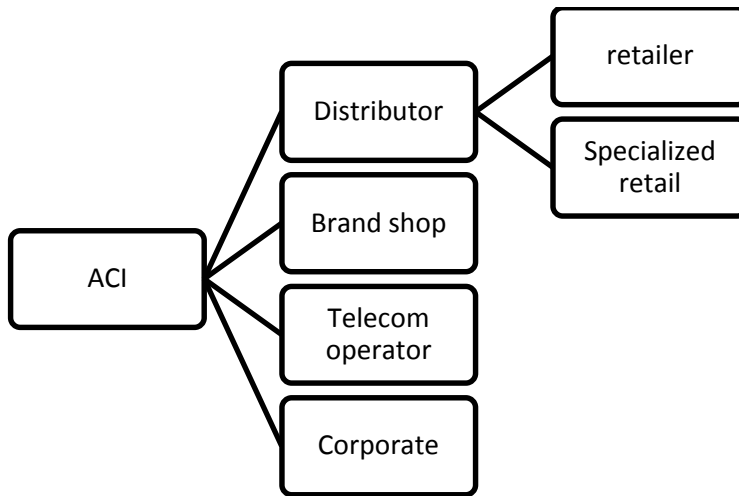 retailer
Distributor
Specialized
retail
Brand shop
ACI
Telecom
operator
Corporate